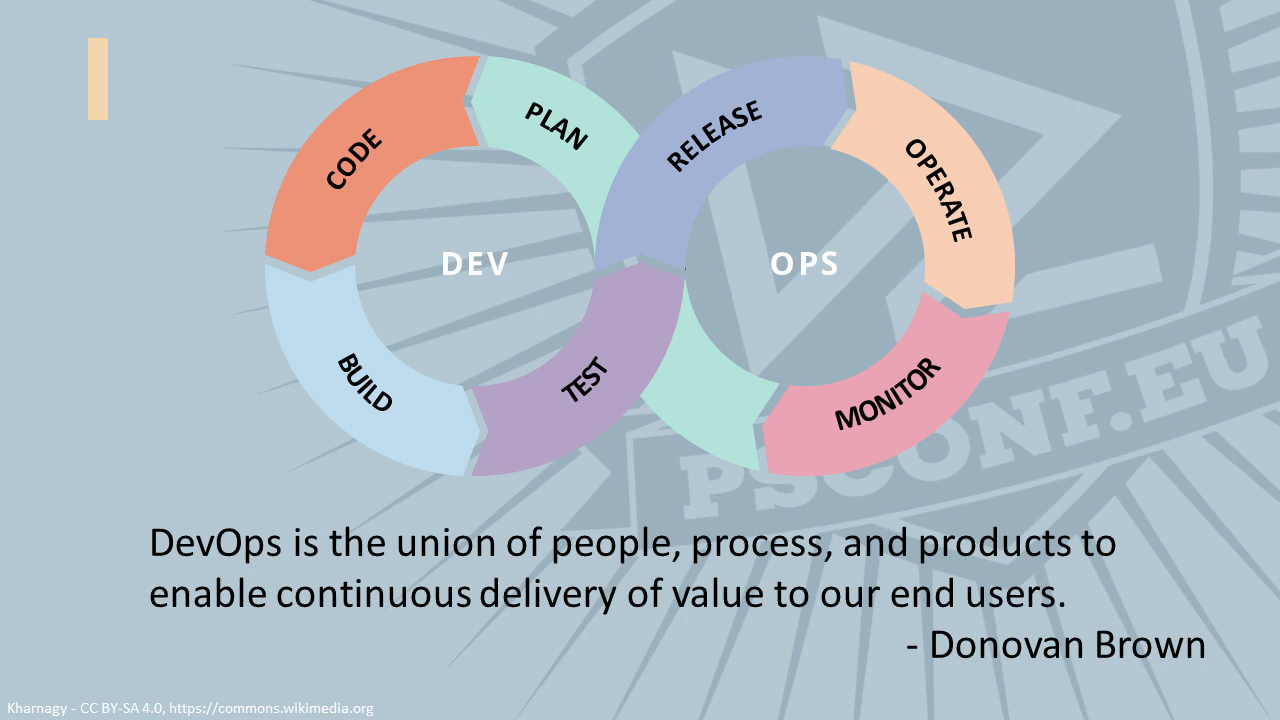 PLAN
CODE
BUILD
TEST
RELEASE
OPERATE
MONITOR
DEV
OPS
PSCONF.EU
DevOps is the union of people, process, and products to
enable continuous delivery of value to our end users.
- Donovan Brown
Kharnagy - CC BY-SA 4.0, https://commons.wikimedia.org